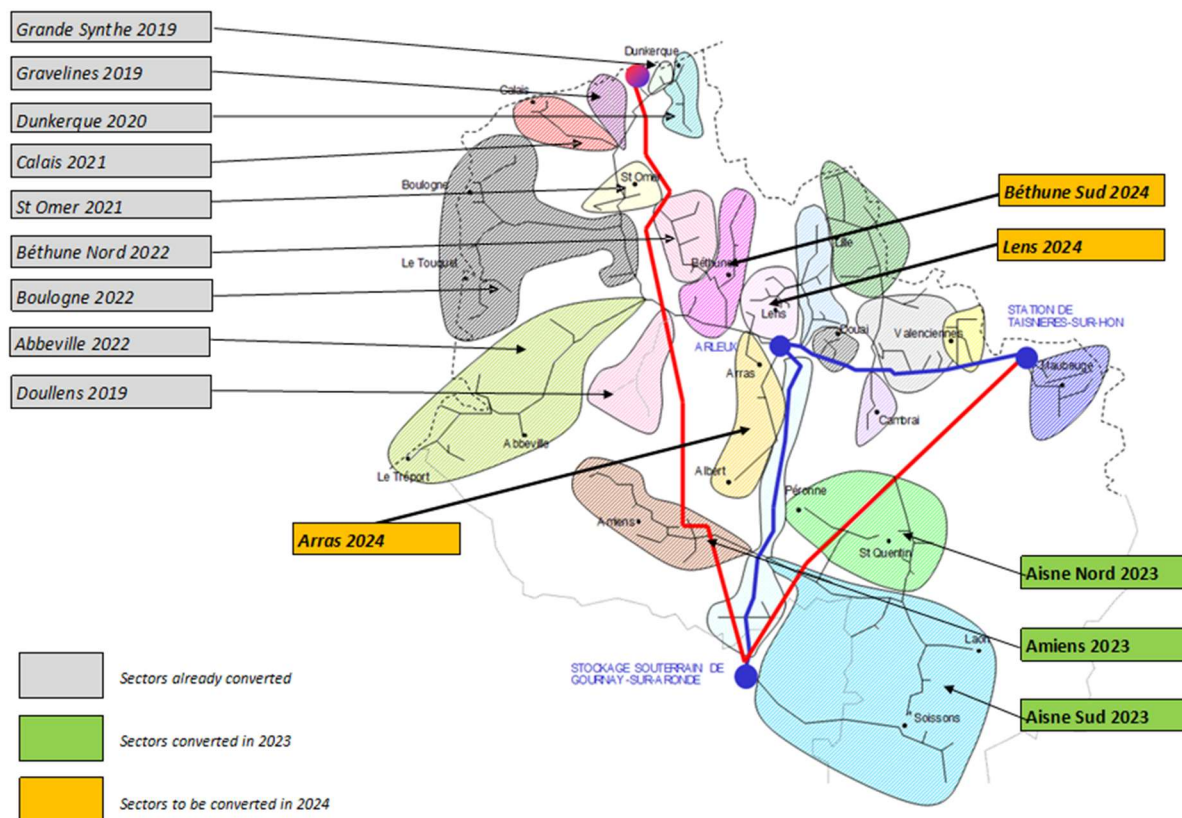 Grande Synthe 2019
Gravelines 2019
Dunkerque 2020
Calais 2021
St Omer 2021
Béthune Nord 2022
Boulogne 2022
Abbeville 2022
Doullens 2019
Dunkerque
Calais
St Omer
Boulogne
Le Touquet
Béthune
Lille
Lens
Béthune Sud 2024
Lens 2024
STATION DE
TAISNIERES-SUR-HON
ARLEUX
Douai
Valenciennes
Maubeuge
Arras
Cambrai
Abbeville
Le Tréport
Albert
Péronne
Amiens
St Quentin
Arras 2024
Aisne Nord 2023
Amiens 2023
Aisne Sud 2023
Laon
Soissons
STOCKAGE SOUTERRAIN DE
GOURNAY-SUR-ARONDE
Sectors already converted
Sectors converted in 2023
Sectors to be converted in 2024